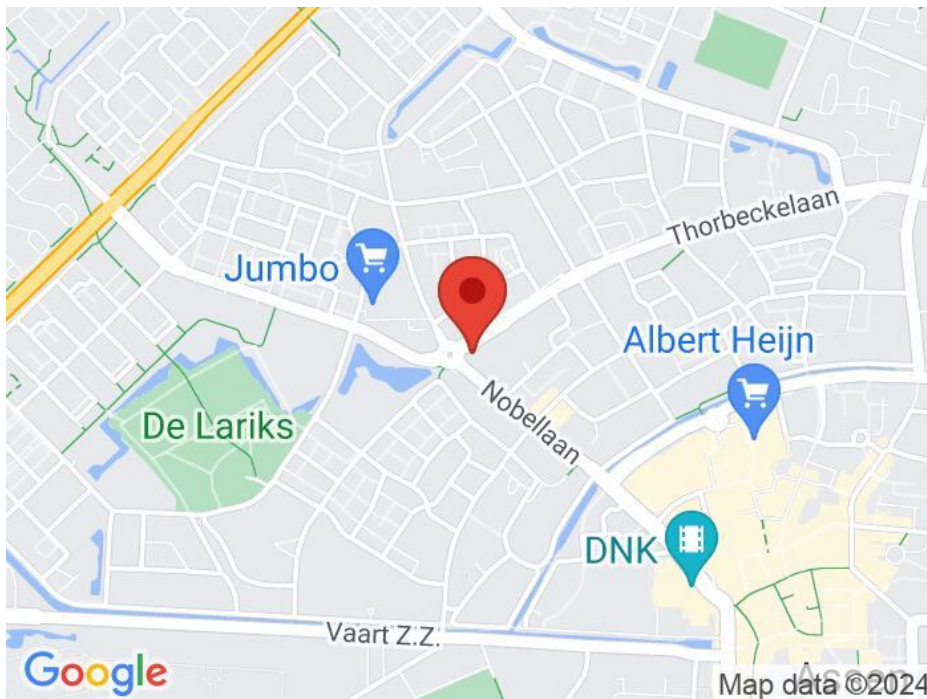 Thorbeckelaan
Jumbo
Albert Heijn
Nobellaan
De Lariks
DNK
Vaart Z.Z.
Google
Map data ©2024